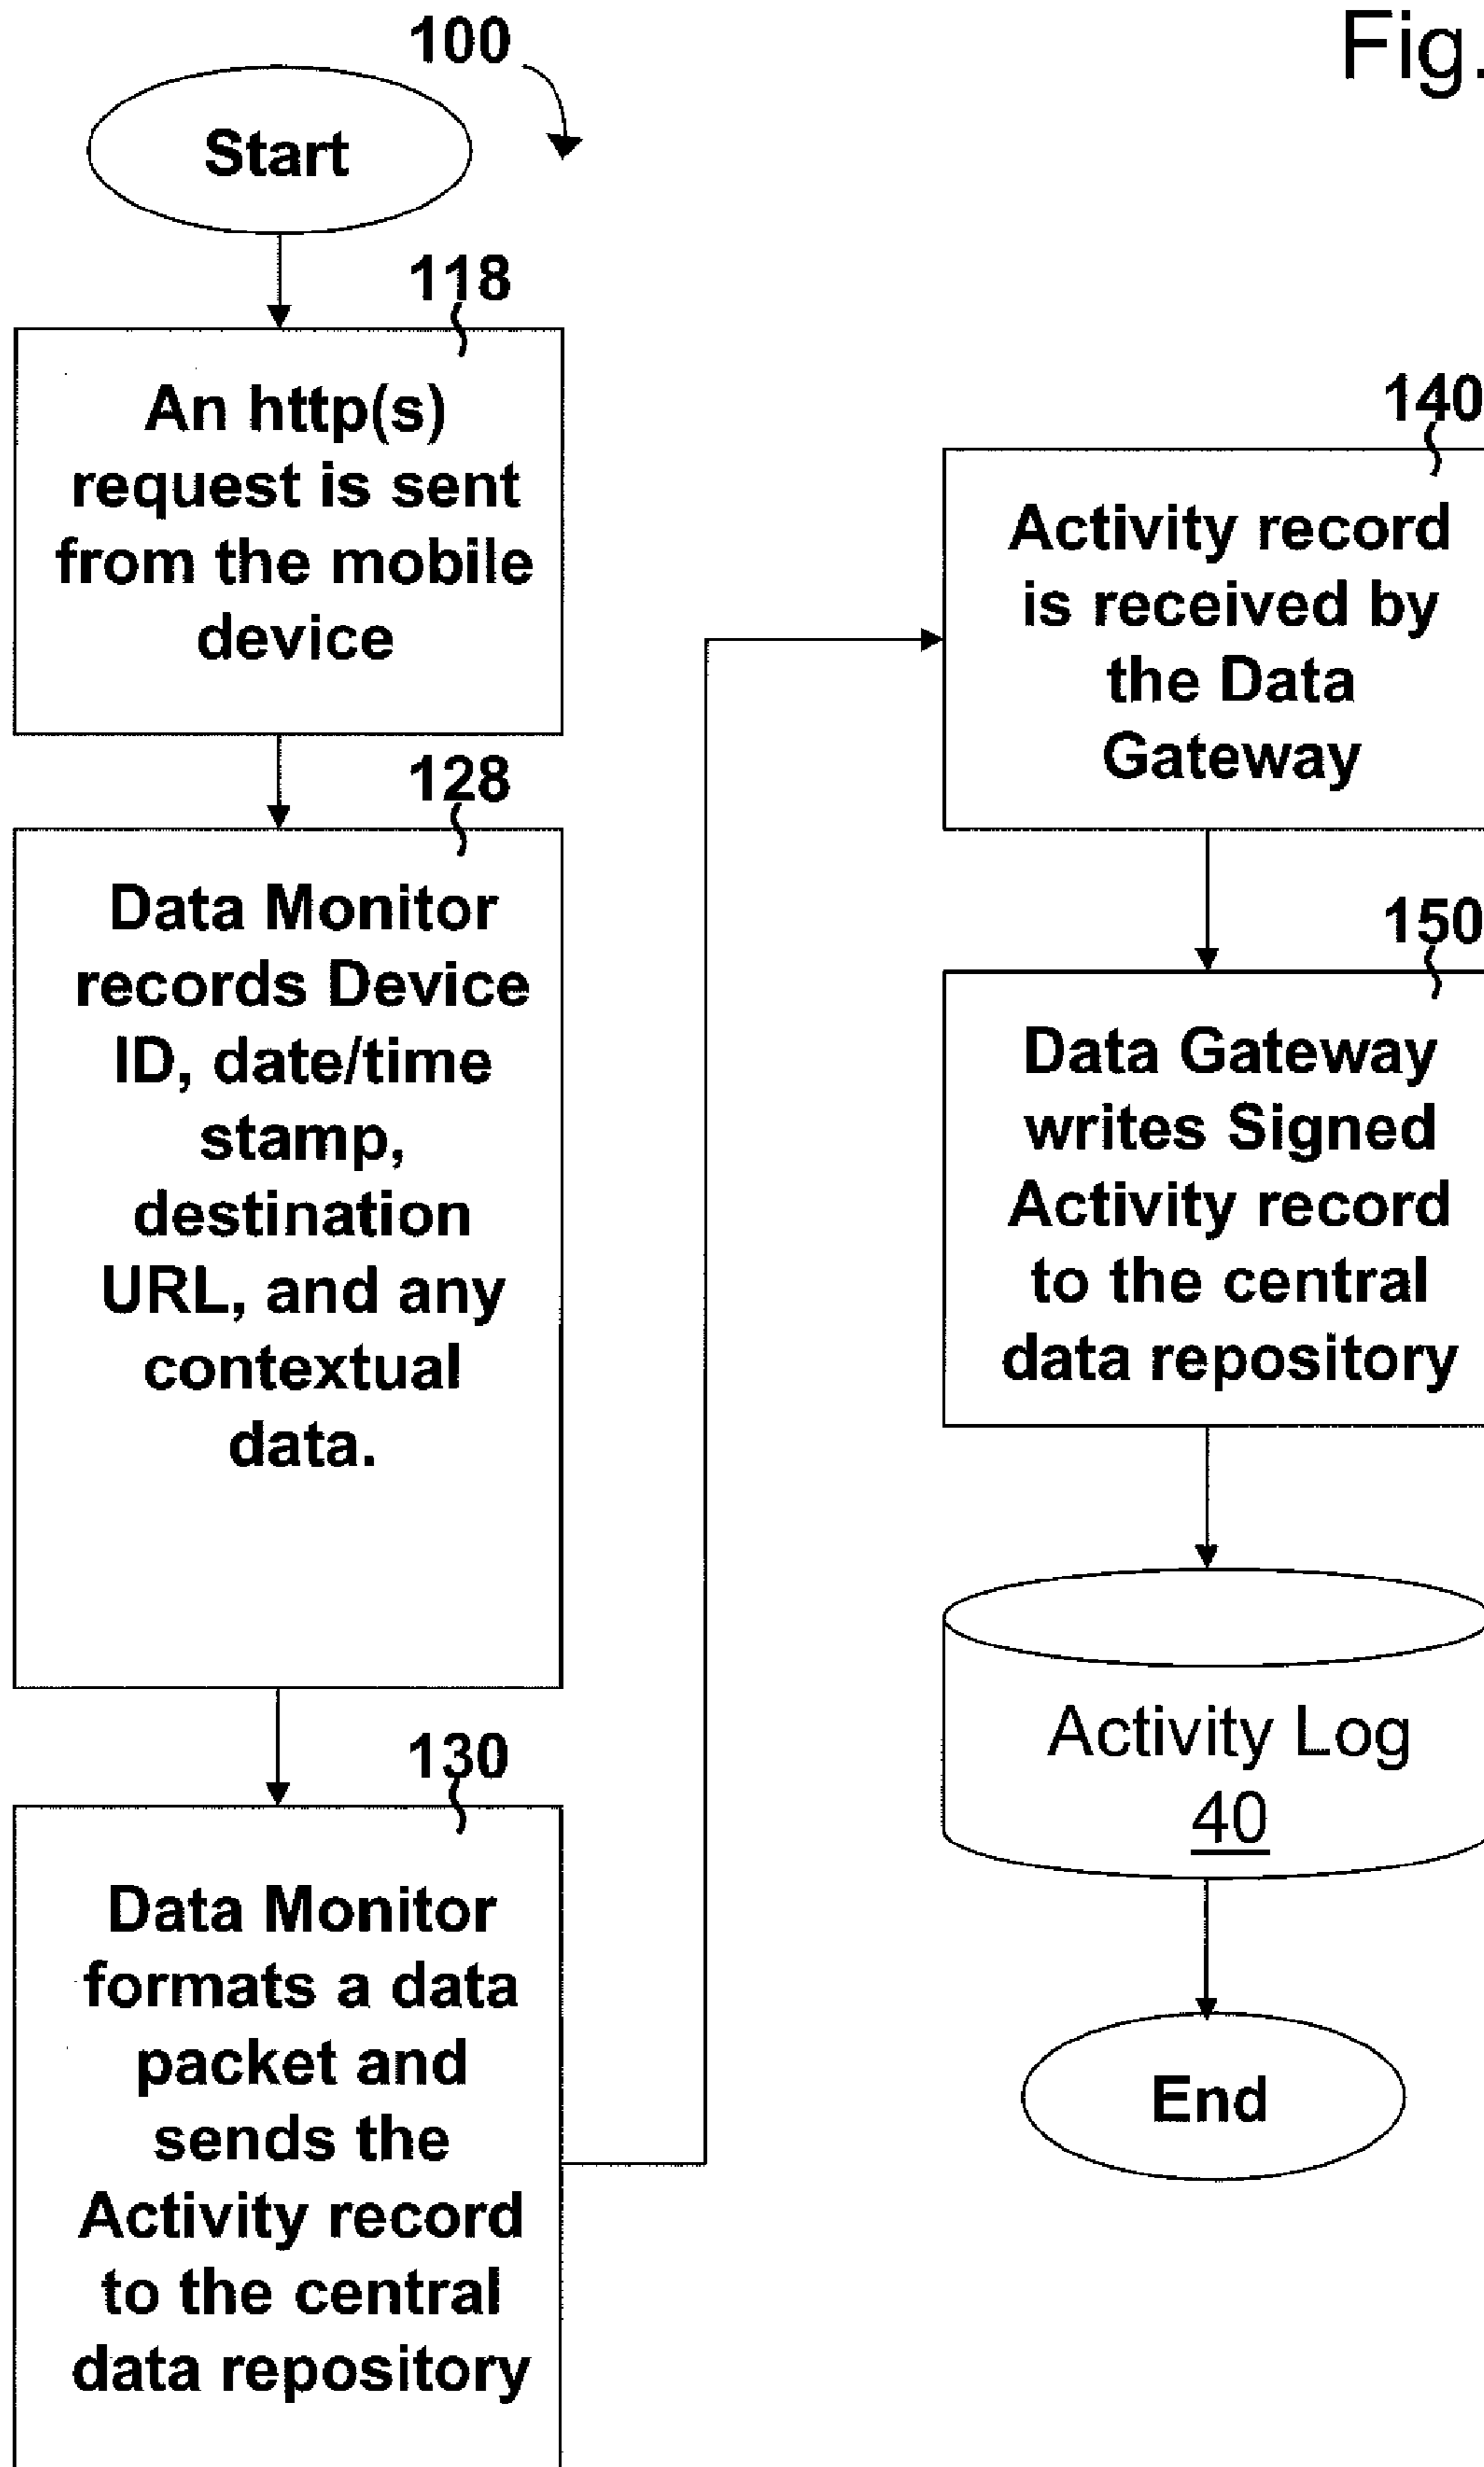 100
Fig.
Start
118
An http(s)
request is sent
from the mobile
device
128
Data Monitor
records Device
ID, date/time
stamp,
destination
URL, and any
contextual
data.
130
Data Monitor
formats a data
packet and
sends the
Activity record
to the central
data repository
140
Activity record
is received by
the Data
Gateway
150
Data Gateway
writes Signed
Activity record
to the central
data repository
Activity Log
40
End